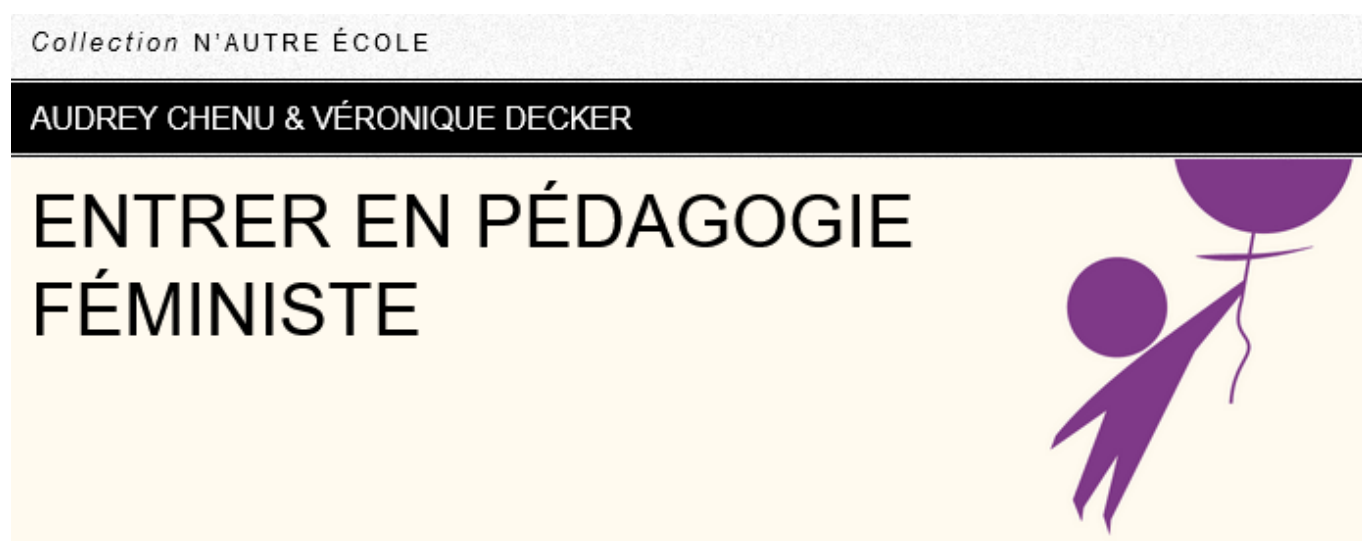 Collection N'AUTRE ÉCOLE
AUDREY CHENU & VÉRONIQUE DECKER
ENTRER EN PÉDAGOGIE
FÉMINISTE